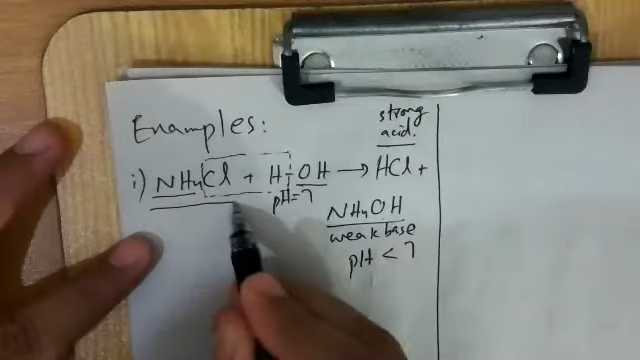 Examples:
strong
acid.
i) NH₄Cl + H-OH → HCl +
pH=7
NH₄OH
weak base
pH < 7